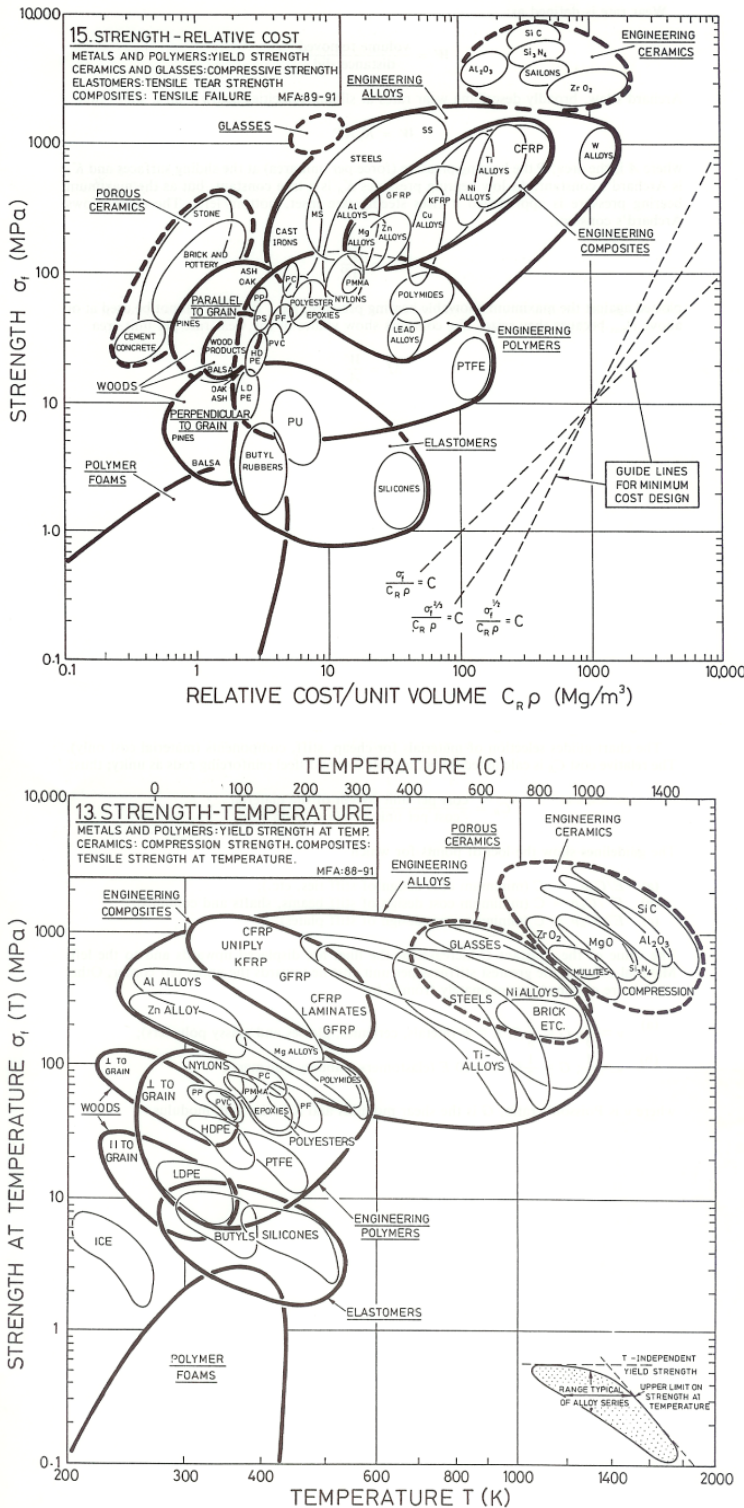 15. STRENGTH-RELATIVE COST
METALS AND POLYMERS: YIELD STRENGTH
CERAMICS AND GLASSES: COMPRESSIVE STRENGTH
ELASTOMERS: TENSILE TEAR STRENGTH
COMPOSITES: TENSILE FAILURE MFA:89-91
SiC
Si3N4
Al2O3
SAILONS
ZrO2
ENGINEERING
CERAMICS
ENGINEERING
ALLOYS
GLASSES
SS
STEELS
CFRP
Ti
ALLOYS
W
ALLOYS
GFRP
KFRP
Ni
ALLOYS
POROUS
CERAMICS
STONE
MS
Al
ALLOYS
Cu
ALLOYS
CAST
IRONS
Zn
ALLOYS
Mg
ALLOYS
ENGINEERING
COMPOSITES
BRICK AND
POTTERY
ASH
OAK
PC
PMMA
NYLONS
POLYMIDES
PARALLEL
TO GRAIN
PP
POLYESTER
EPOXIES
PS
PF
PVC
PINES
CEMENT
CONCRETE
WOOD
PRODUCTS
HD
PE
LEAD
ALLOYS
ENGINEERING
POLYMERS
PTFE
BALSA
WOODS
OAK
ASH
LD
PE
PERPENDICULAR
TO GRAIN
PU
PINES
ELASTOMERS
BUTYL
RUBBERS
BALSA
SILICONES
POLYMER
FOAMS
GUIDE LINES
FOR MINIMUM
COST DESIGN
σf/CRρ = C
σf^2/3/CRρ = C
σf^1/2/CRρ = C
STRENGTH σf (MPa)
10,000
1000
100
10
1.0
0.1
0.1 1 10 100 1000 10,000
RELATIVE COST/UNIT VOLUME CRρ (Mg/m³)
TEMPERATURE (C)
0 100 200 300 400 600 800 1000 1400
13. STRENGTH-TEMPERATURE
METALS AND POLYMERS: YIELD STRENGTH AT TEMP.
CERAMICS: COMPRESSION STRENGTH. COMPOSITES:
TENSILE STRENGTH AT TEMPERATURE.
MFA:88-91
POROUS
CERAMICS
ENGINEERING
CERAMICS
ENGINEERING
ALLOYS
ENGINEERING
COMPOSITES
CFRP
UNIPLY
KFRP
GFRP
CFRP
LAMINATES
GFRP
GLASSES
SiC
ZrO2
MgO
Al2O3
MULLITES
Si3N4
COMPRESSION
Al ALLOYS
Zn ALLOY
STEELS
Ni ALLOYS
BRICK
ETC.
Mg ALLOYS
Ti-
ALLOYS
⊥ TO
GRAIN
⊥ TO
GRAIN
NYLONS
PC
POLYMIDES
PP
PMMA
PVC
EPOXIES
PF
WOODS
HDPE
POLYESTERS
II TO
GRAIN
PTFE
LDPE
ENGINEERING
POLYMERS
ICE
BUTYLS
SILICONES
ELASTOMERS
POLYMER
FOAMS
T-INDEPENDENT
YIELD STRENGTH
RANGE TYPICAL
OF ALLOY SERIES
UPPER LIMIT ON
STRENGTH AT
TEMPERATURE
STRENGTH AT TEMPERATURE σf (T) (MPa)
10,000
1000
100
10
1
0.1
200 300 400 600 1000 1400 2000
TEMPERATURE T (K)